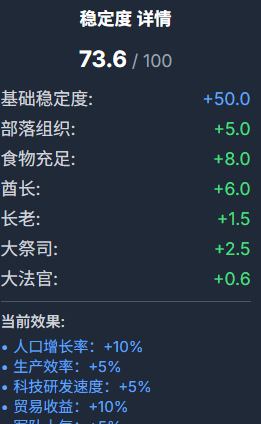 稳定度 详情
73.6 / 100
基础稳定度: +50.0
部落组织: +5.0
食物充足: +8.0
酋长: +6.0
长老: +1.5
大祭司: +2.5
大法官: +0.6
当前效果:
• 人口增长率: +10%
• 生产效率: +5%
• 科技研发速度: +5%
• 贸易收益: +10%